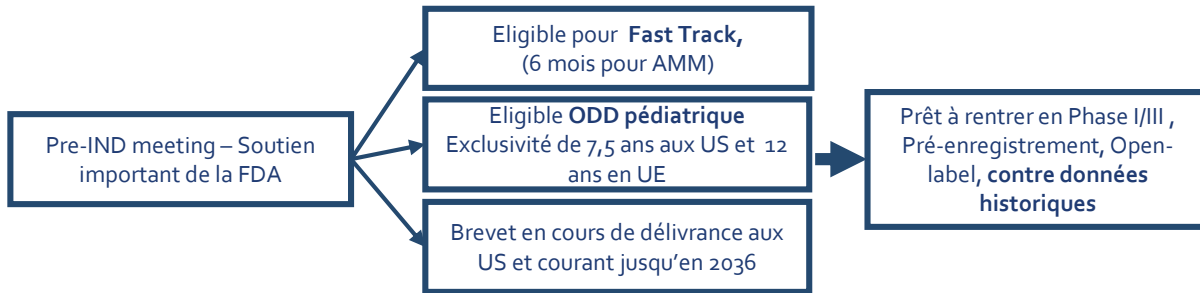 Pre-IND meeting – Soutien
important de la FDA
Eligible pour Fast Track,
(6 mois pour AMM)
Eligible ODD pédiatrique
Exclusivité de 7,5 ans aux US et 12
ans en UE
Brevet en cours de délivrance aux
US et courant jusqu'en 2036
Prêt à rentrer en Phase I/III ,
Pré-enregistrement, Open-
label, contre données
historiques